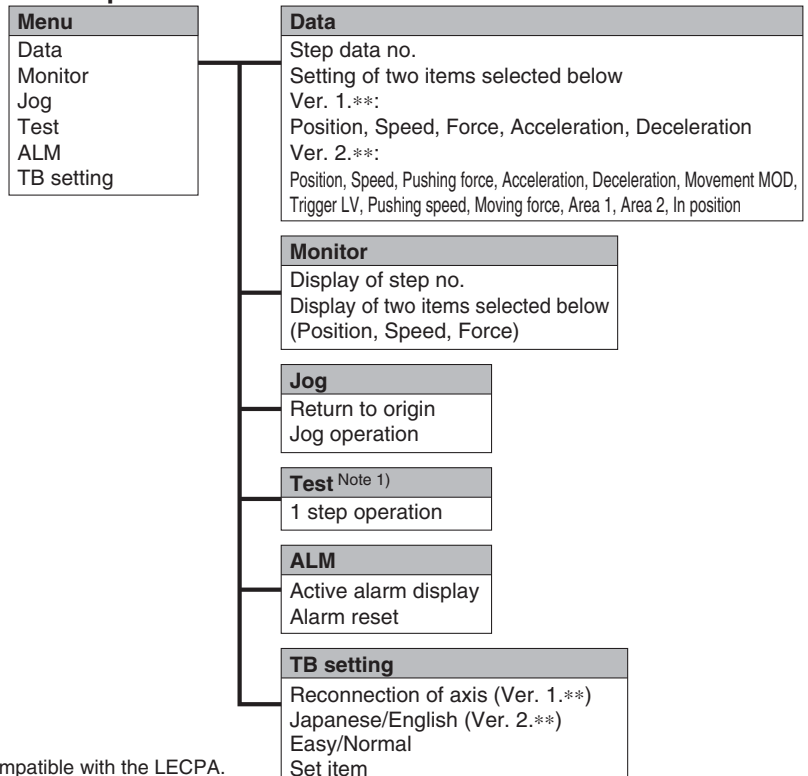 Menu
Data
Monitor
Jog
Test
ALM
TB setting
Data
Step data no.
Setting of two items selected below
Ver. 1.**:
Position, Speed, Force, Acceleration, Deceleration
Ver. 2.**:
Position, Speed, Pushing force, Acceleration, Deceleration, Movement MOD,
Trigger LV, Pushing speed, Moving force, Area 1, Area 2, In position
Monitor
Display of step no.
Display of two items selected below
(Position, Speed, Force)
Jog
Return to origin
Jog operation
Test Note 1)
1 step operation
ALM
Active alarm display
Alarm reset
TB setting
Reconnection of axis (Ver. 1.**)
Japanese/English (Ver. 2.**)
Easy/Normal
Set item
with the LECPA.